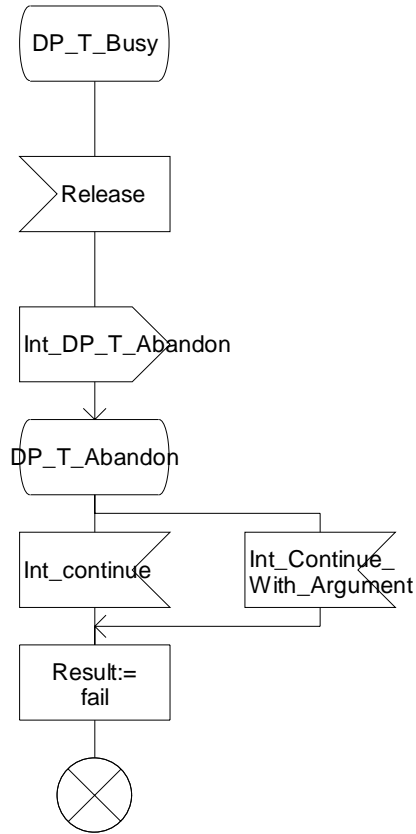 DP_T_Busy
Release
Int_DP_T_Abandon
DP_T_Abandon
Int_continue
Int_Continue_
With_Argument
Result:=
fail